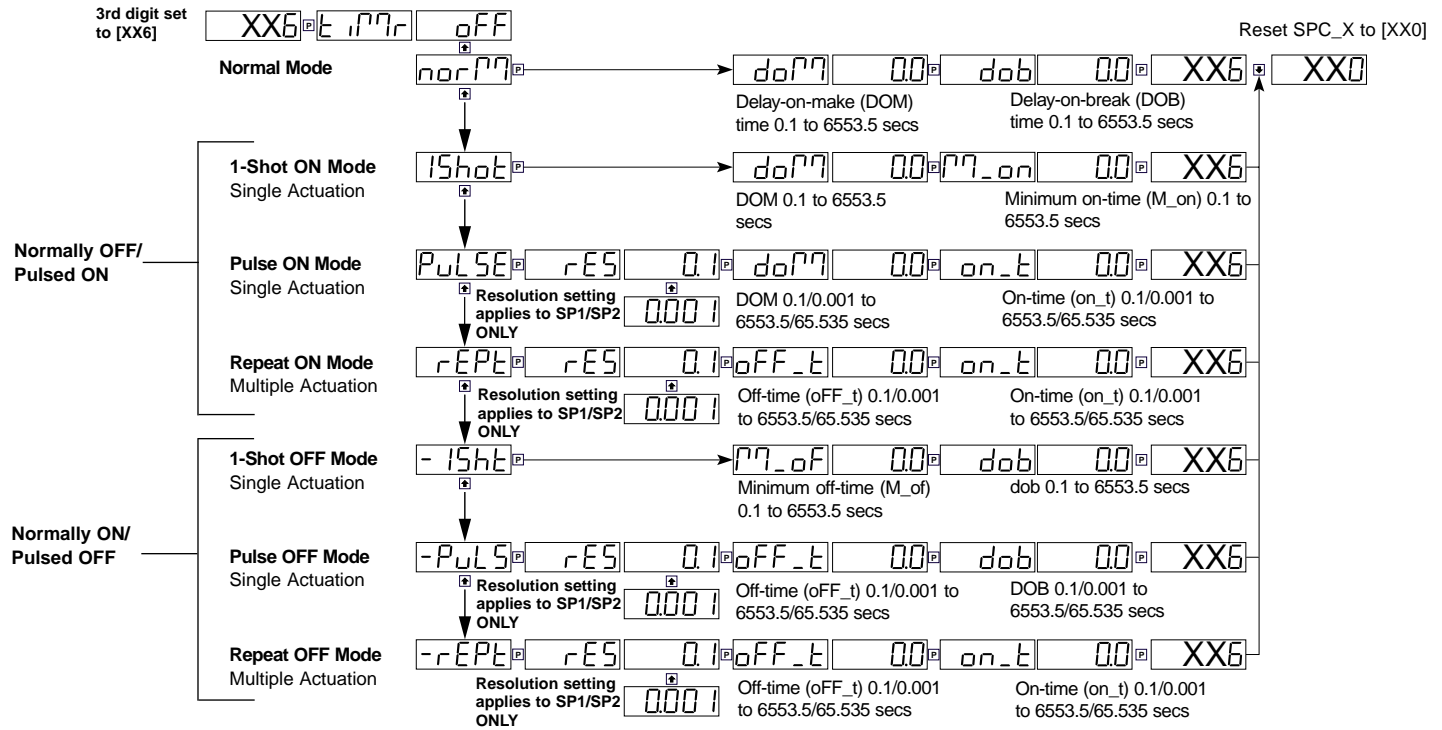 3rd digit set
to [XX6]
XX6 P tiMr oFF
Reset SPC_X to [XX0]
Normal Mode
norM P doM 0.0 P dob 0.0 P XX6 XX0
Delay-on-make (DOM)
time 0.1 to 6553.5 secs
Delay-on-break (DOB)
time 0.1 to 6553.5 secs
1-Shot ON Mode
Single Actuation
1Shot P doM 0.0 P M_on 0.0 P XX6
DOM 0.1 to 6553.5
secs
Minimum on-time (M_on) 0.1 to
6553.5 secs
Normally OFF/
Pulsed ON
Pulse ON Mode
Single Actuation
PuLSE P rES 0.1 P doM 0.0 P on_t 0.0 P XX6
Resolution setting
applies to SP1/SP2
ONLY
0.001
DOM 0.1/0.001 to
6553.5/65.535 secs
On-time (on_t) 0.1/0.001 to
6553.5/65.535 secs
Repeat ON Mode
Multiple Actuation
rEPt P rES 0.1 P oFF_t 0.0 P on_t 0.0 P XX6
Resolution setting
applies to SP1/SP2
ONLY
0.001
Off-time (oFF_t) 0.1/0.001
to 6553.5/65.535 secs
On-time (on_t) 0.1/0.001
to 6553.5/65.535 secs
1-Shot OFF Mode
Single Actuation
-1Sht P M_oF 0.0 P dob 0.0 P XX6
Minimum off-time (M_of)
0.1 to 6553.5 secs
dob 0.1 to 6553.5 secs
Normally ON/
Pulsed OFF
Pulse OFF Mode
Single Actuation
-PuLS P rES 0.1 P oFF_t 0.0 P dob 0.0 P XX6
Resolution setting
applies to SP1/SP2
ONLY
0.001
Off-time (oFF_t) 0.1/0.001 to
6553.5/65.535 secs
DOB 0.1/0.001 to
6553.5/65.535 secs
Repeat OFF Mode
Multiple Actuation
-rEPt P rES 0.1 P oFF_t 0.0 P on_t 0.0 P XX6
Resolution setting
applies to SP1/SP2
ONLY
0.001
Off-time (oFF_t) 0.1/0.001
to 6553.5/65.535 secs
On-time (on_t) 0.1/0.001
to 6553.5/65.535 secs